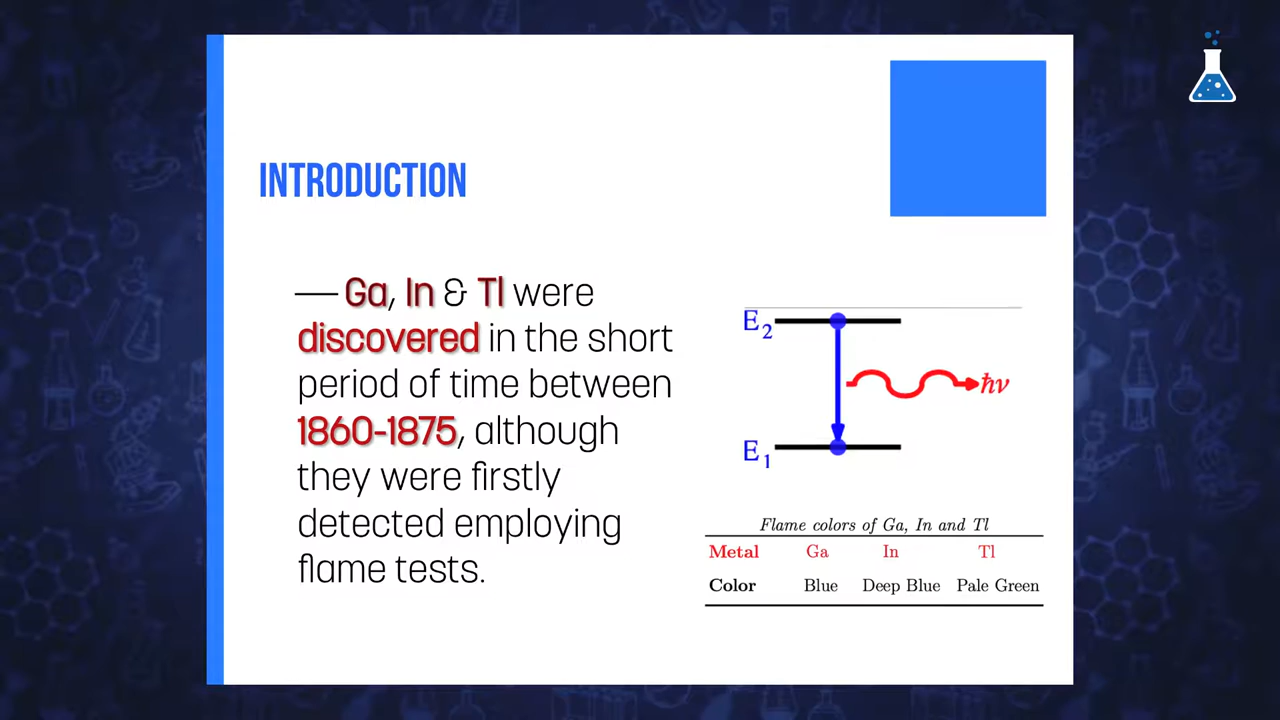 INTRODUCTION
— Ga, In & Tl were
discovered in the short
period of time between
1860-1875, although
they were firstly
detected employing
flame tests.
E2
ħν
E1
Flame colors of Ga, In and Tl
Metal Ga In Tl
Color Blue Deep Blue Pale Green